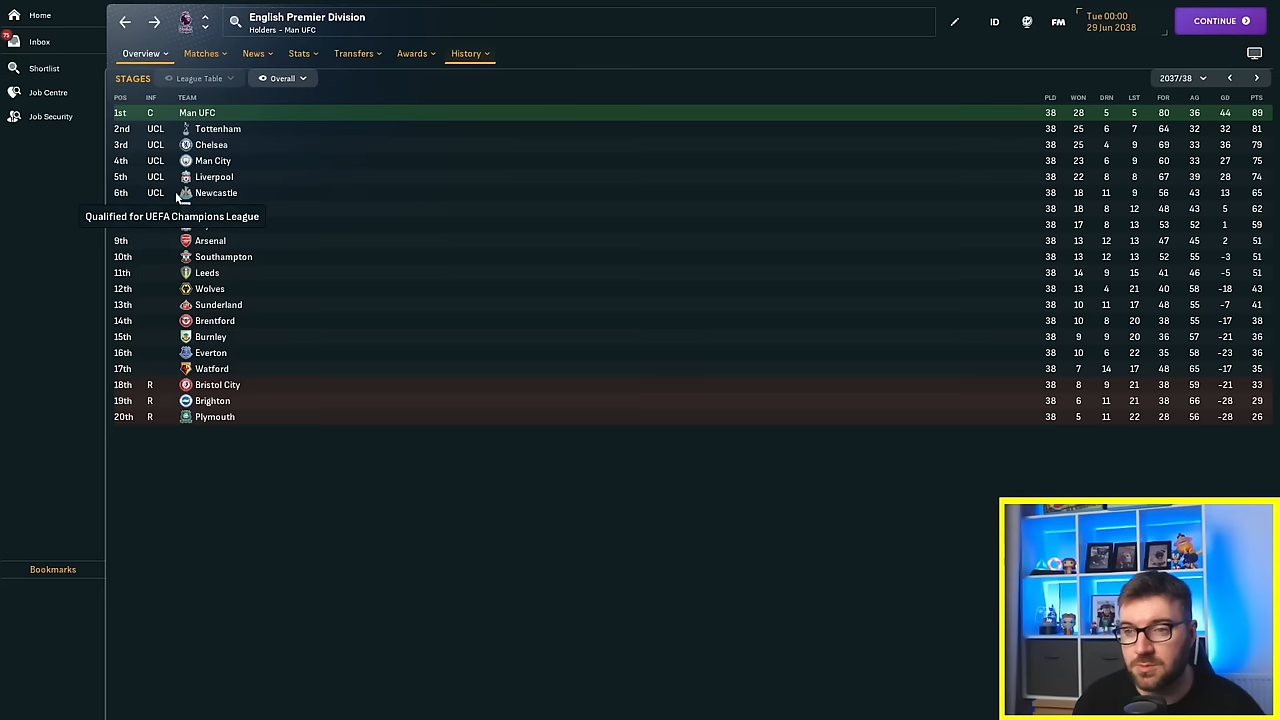 Home
75
Inbox
Shortlist
Job Centre
Job Security
Bookmarks
English Premier Division
Holders - Man UFC
ID
FM
Tue 00:00
29 Jun 2038
CONTINUE
Overview Matches News Stats Transfers Awards History
STAGES League Table Overall 2037/38
POS INF TEAM PLD WON DRN LST FOR AG GD PTS
1st C Man UFC 38 28 5 5 80 36 44 89
2nd UCL Tottenham 38 25 6 7 64 32 32 81
3rd UCL Chelsea 38 25 4 9 69 33 36 79
4th UCL Man City 38 23 6 9 60 33 27 75
5th UCL Liverpool 38 22 8 8 67 39 28 74
6th UCL Newcastle 38 18 11 9 56 43 13 65
38 18 8 12 48 43 5 62
Qualified for UEFA Champions League
38 17 8 13 53 52 1 59
9th Arsenal 38 13 12 13 47 45 2 51
10th Southampton 38 13 12 13 52 55 -3 51
11th Leeds 38 14 9 15 41 46 -5 51
12th Wolves 38 13 4 21 40 58 -18 43
13th Sunderland 38 10 11 17 48 55 -7 41
14th Brentford 38 10 8 20 38 55 -17 38
15th Burnley 38 9 9 20 36 57 -21 36
16th Everton 38 10 6 22 35 58 -23 36
17th Watford 38 7 14 17 48 65 -17 35
18th R Bristol City 38 8 9 21 38 59 -21 33
19th R Brighton 38 6 11 21 38 66 -28 29
20th R Plymouth 38 5 11 22 28 56 -28 26